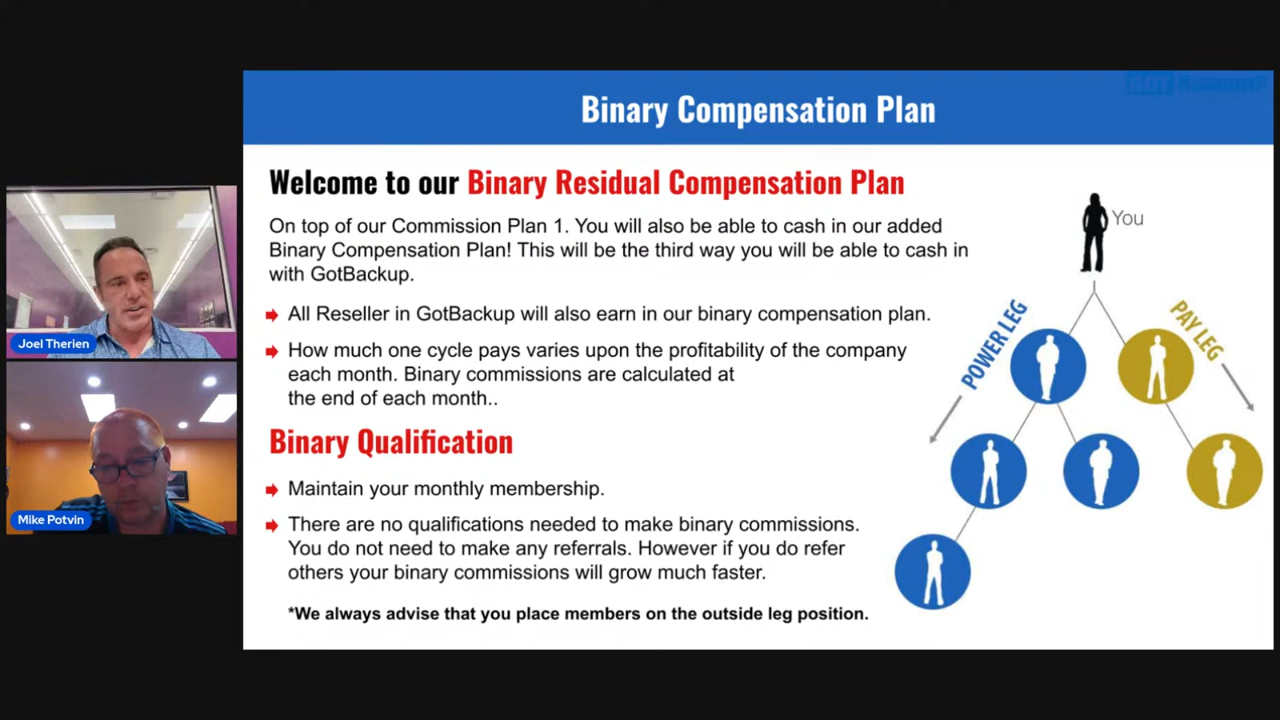 GOT BACKUP
Binary Compensation Plan
Welcome to our Binary Residual Compensation Plan
On top of our Commission Plan 1. You will also be able to cash in our added
Binary Compensation Plan! This will be the third way you will be able to cash in
with GotBackup.
All Reseller in GotBackup will also earn in our binary compensation plan.
How much one cycle pays varies upon the profitability of the company
each month. Binary commissions are calculated at
the end of each month..
Binary Qualification
Maintain your monthly membership.
There are no qualifications needed to make binary commissions.
You do not need to make any referrals. However if you do refer
others your binary commissions will grow much faster.
*We always advise that you place members on the outside leg position.
You
POWER LEG
PAY LEG
Joel Therien
Mike Potvin